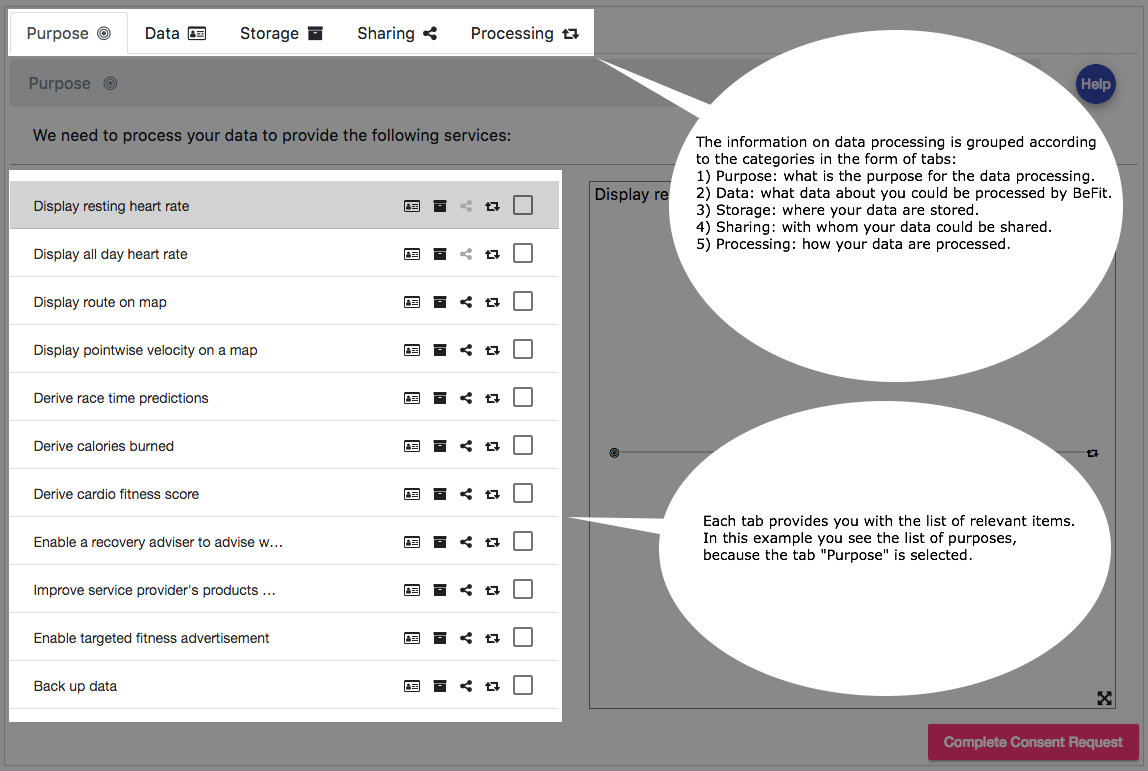 Purpose
Data
Storage
Sharing
Processing
Purpose
Help
We need to process your data to provide the following services:
Display resting heart rate
Display all day heart rate
Display route on map
Display pointwise velocity on a map
Derive race time predictions
Derive calories burned
Derive cardio fitness score
Enable a recovery adviser to advise w...
Improve service provider's products ...
Enable targeted fitness advertisement
Back up data
Display re
The information on data processing is grouped according
to the categories in the form of tabs:
1) Purpose: what is the purpose for the data processing.
2) Data: what data about you could be processed by BeFit.
3) Storage: where your data are stored.
4) Sharing: with whom your data could be shared.
5) Processing: how your data are processed.
Each tab provides you with the list of relevant items.
In this example you see the list of purposes,
because the tab "Purpose" is selected.
Complete Consent Request